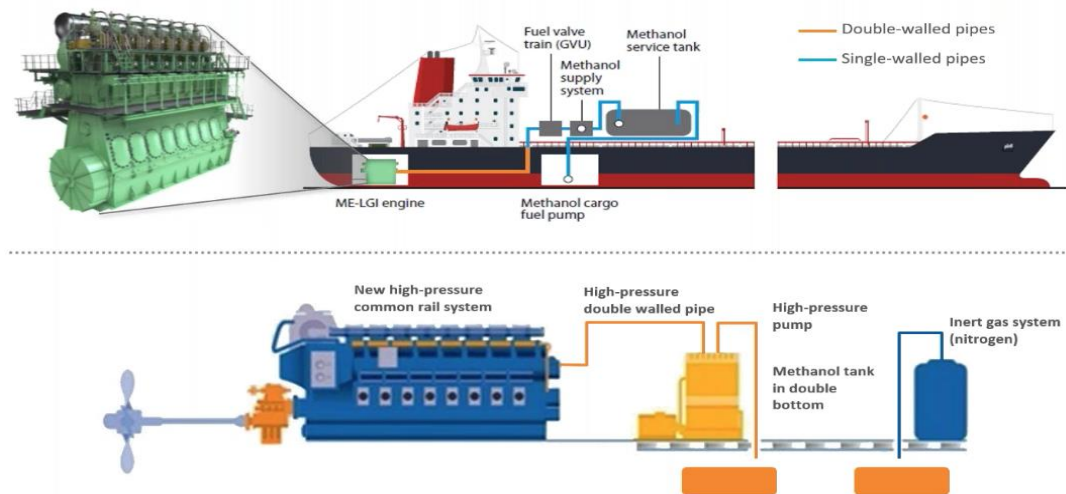 Fuel valve
train (GVU)
Methanol
supply
system
Methanol
service tank
Double-walled pipes
Single-walled pipes
ME-LGI engine
Methanol cargo
fuel pump
New high-pressure
common rail system
High-pressure
double walled pipe
High-pressure
pump
Methanol tank
in double
bottom
Inert gas system
(nitrogen)